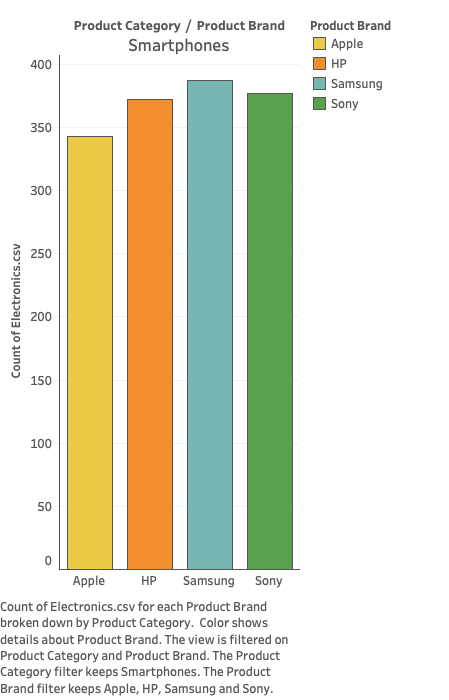 Product Category / Product Brand
Smartphones
Product Brand
Apple
HP
Samsung
Sony
Count of Electronics.csv
400
350
300
250
200
150
100
50
0
Apple HP Samsung Sony
Count of Electronics.csv for each Product Brand
broken down by Product Category.  Color shows
details about Product Brand. The view is filtered on
Product Category and Product Brand. The Product
Category filter keeps Smartphones. The Product
Brand filter keeps Apple, HP, Samsung and Sony.